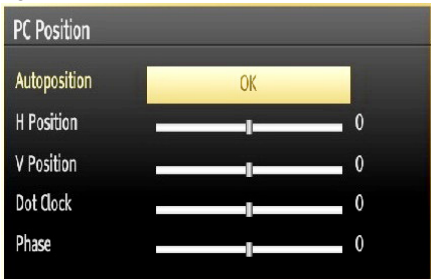 PC Position
Autoposition OK
H Position 0
V Position 0
Dot Clock 0
Phase 0